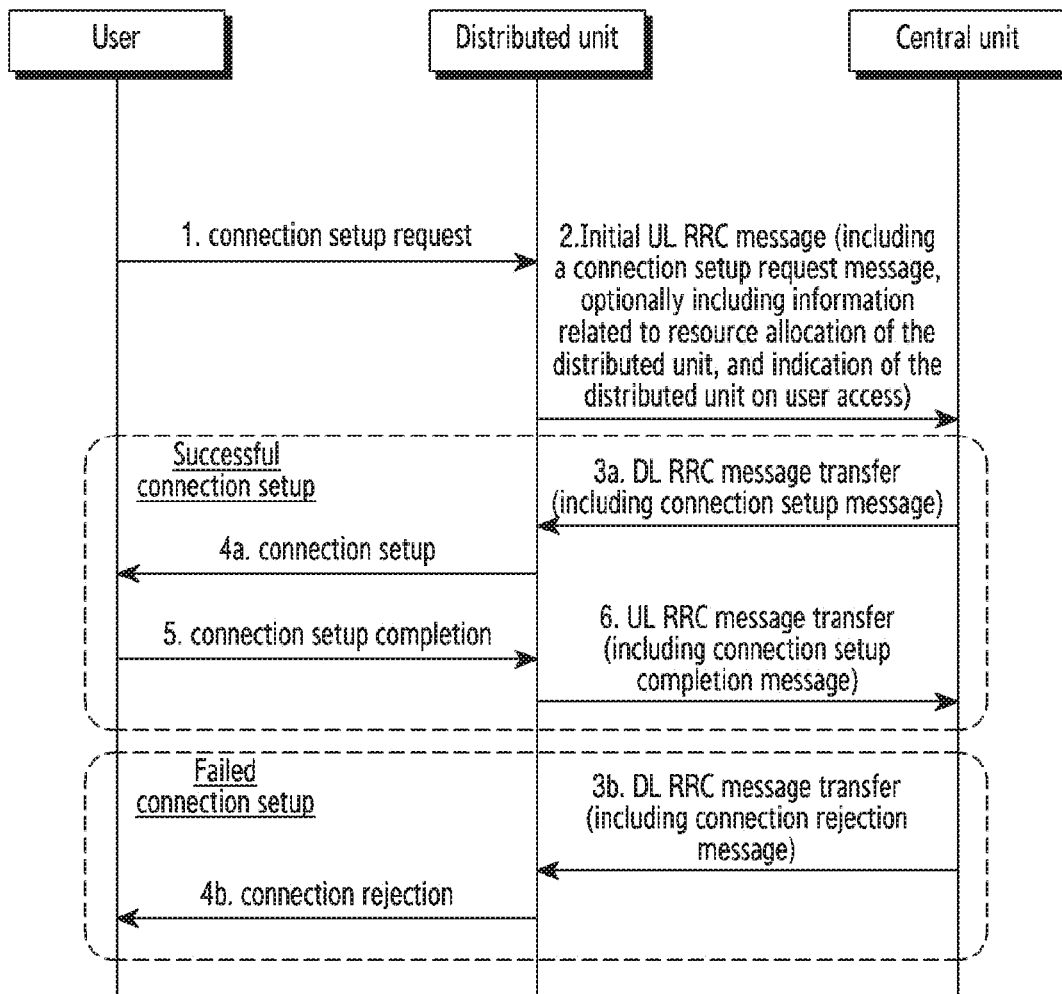 User
Distributed unit
Central unit
1. connection setup request
2.Initial UL RRC message (including
a connection setup request message,
optionally including information
related to resource allocation of the
distributed unit, and indication of the
distributed unit on user access)
Successful
connection setup
3a. DL RRC message transfer
(including connection setup message)
4a. connection setup
5. connection setup completion
6. UL RRC message transfer
(including connection setup
completion message)
Failed
connection setup
3b. DL RRC message transfer
(including connection rejection
message)
4b. connection rejection